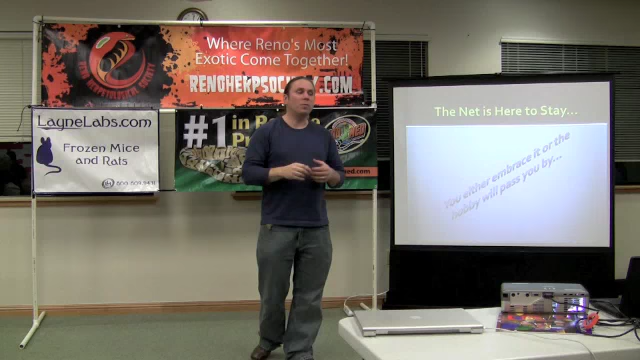 Where Reno's Most
Exotic Come Together!
RENOHERPSOCIETY.COM
LayneLabs.com
Frozen Mice
and Rats
#1 in
The Net is Here to Stay...
You either embrace it or the
hobby will pass you by...